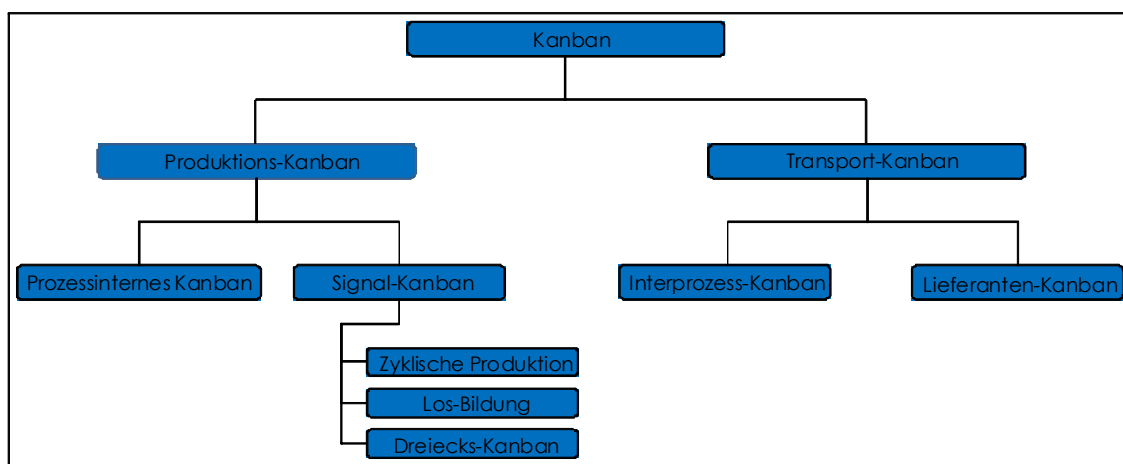 Kanban
Produktions-Kanban
Transport-Kanban
Prozessinternes Kanban
Signal-Kanban
Interprozess-Kanban
Lieferanten-Kanban
Zyklische Produktion
Los-Bildung
Dreiecks-Kanban